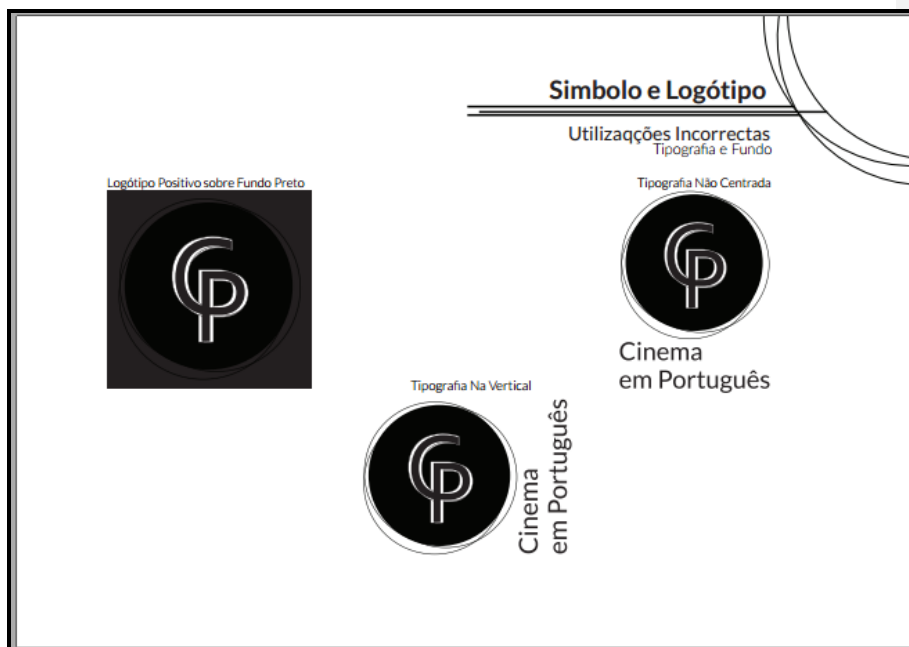 Simbolo e Logótipo
Utilizaqções Incorrectas
Tipografia e Fundo
Logótipo Positivo sobre Fundo Preto
CP
Tipografia Não Centrada
CP
Cinema
em Português
Tipografia Na Vertical
CP
Cinema
em Português